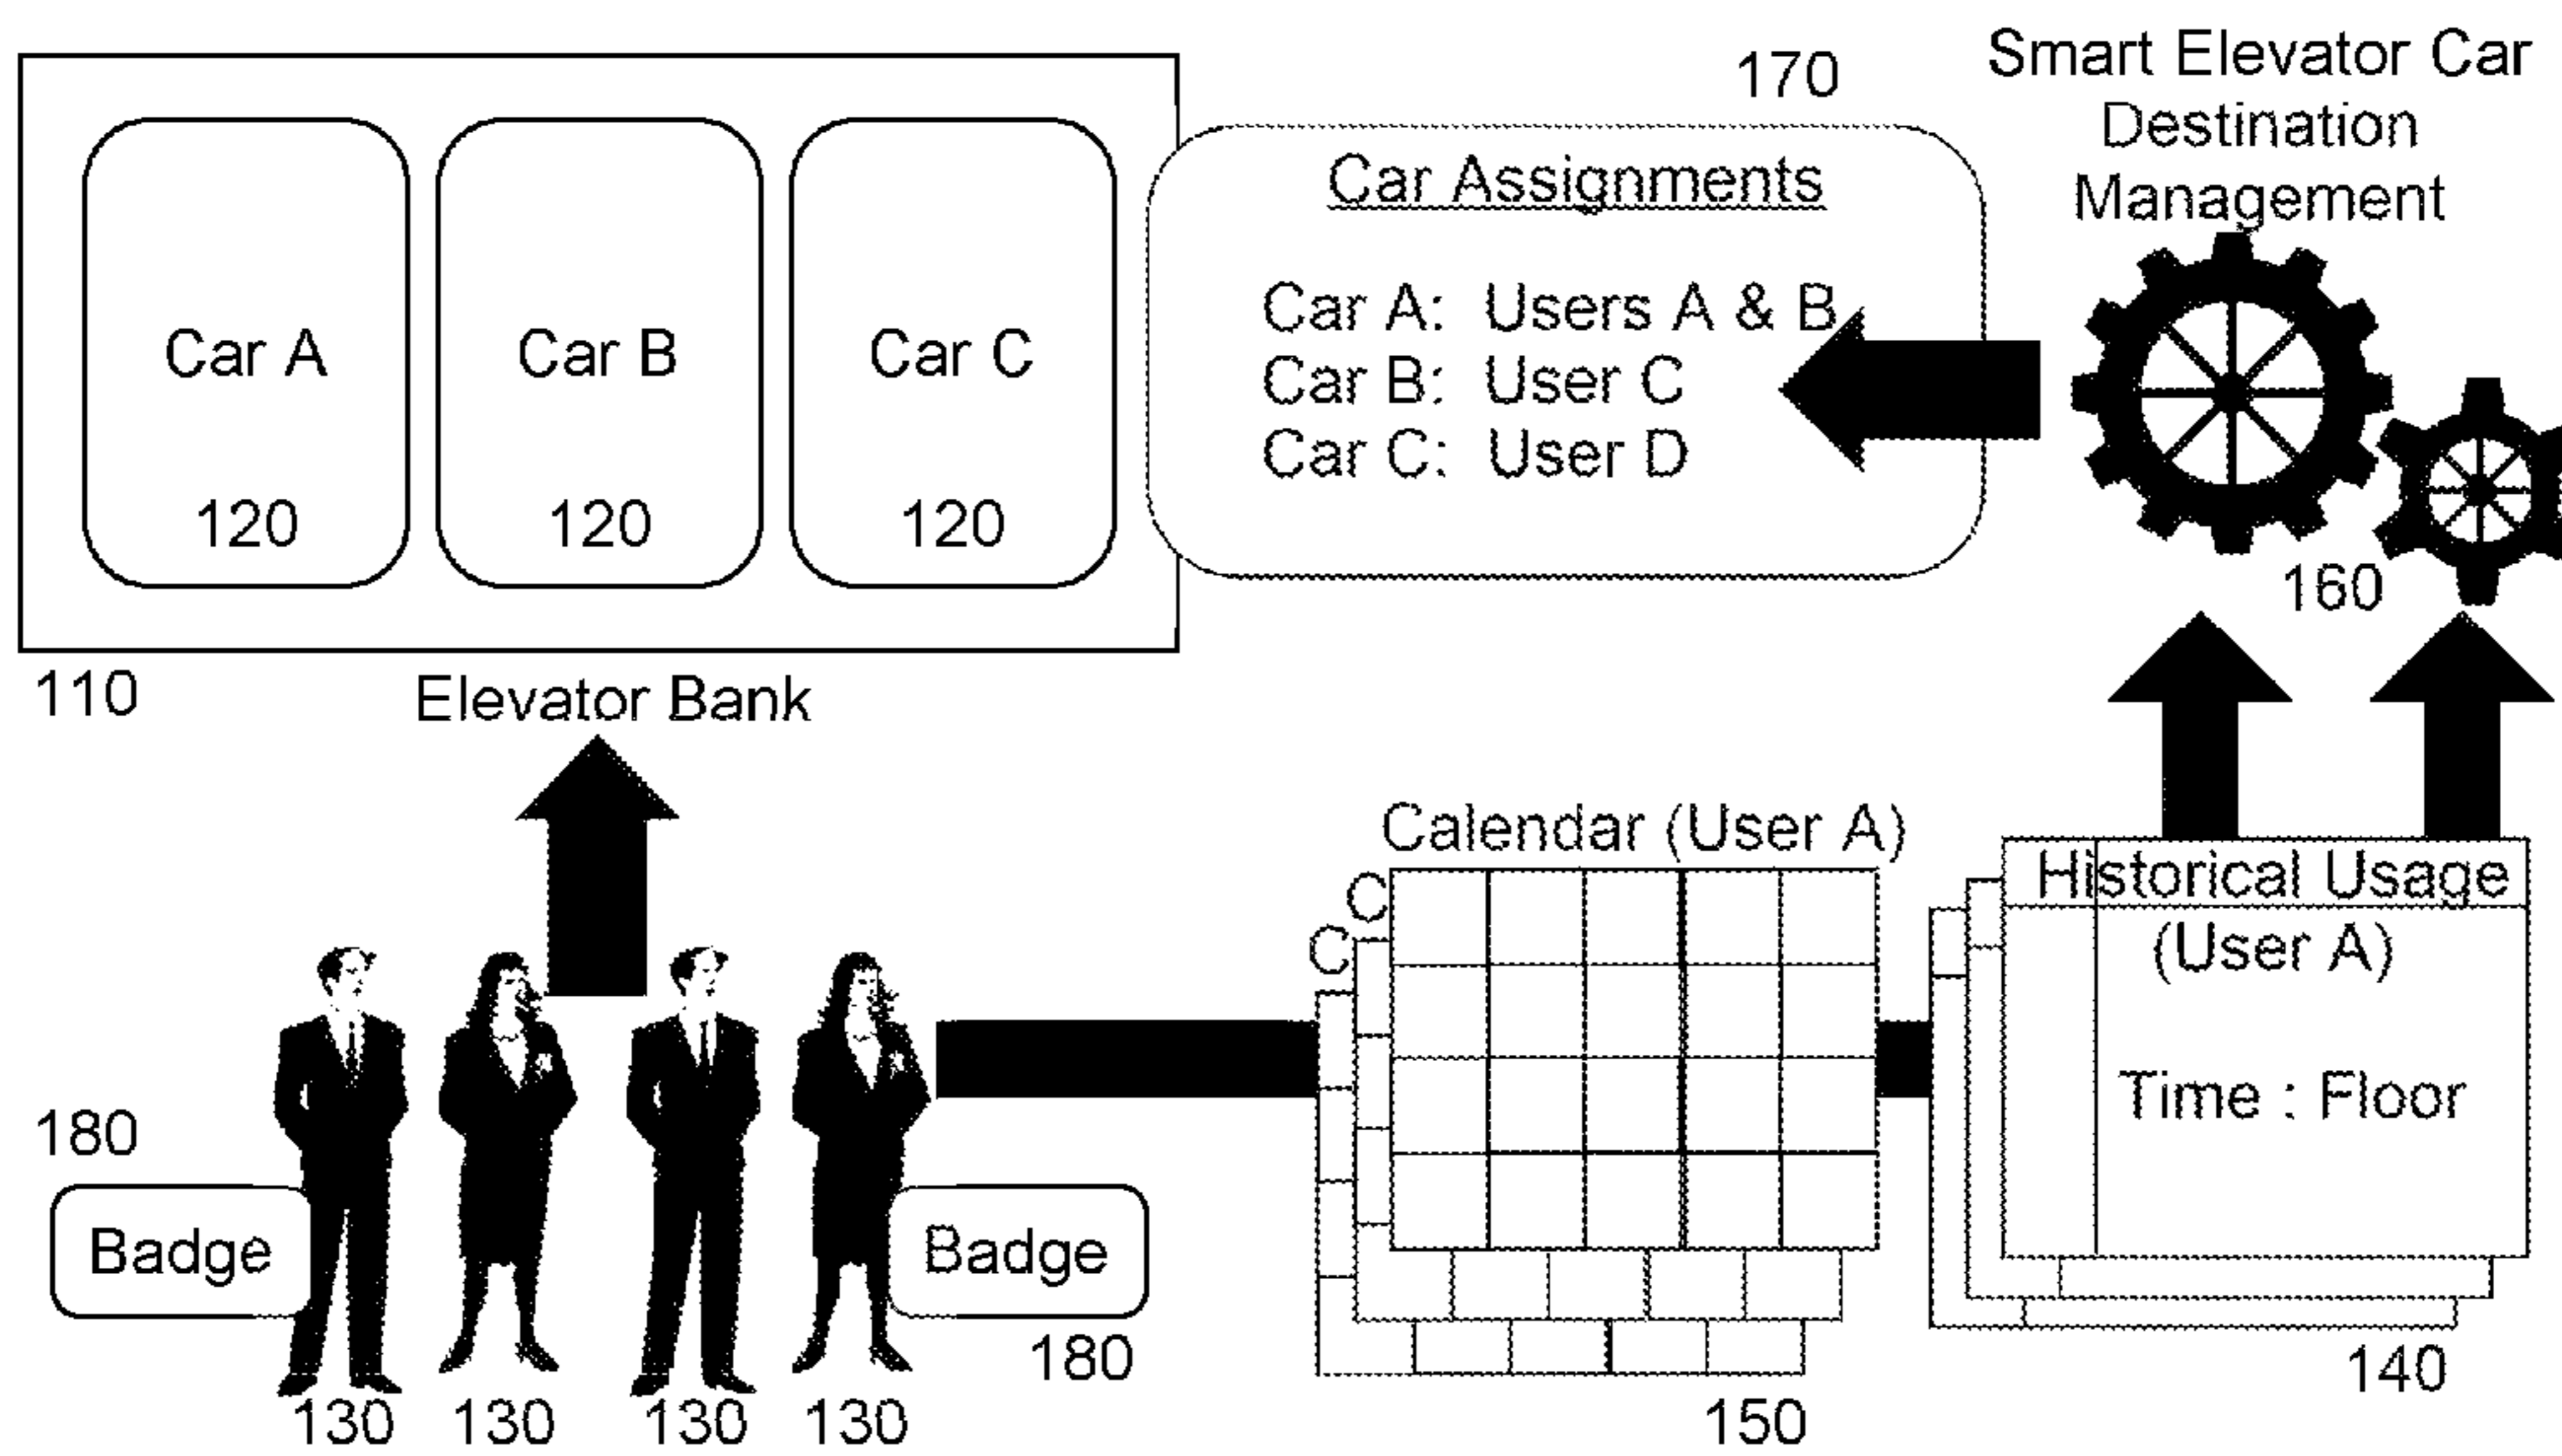 170
Smart Elevator Car
Destination
Management
Car Assignments
Car A: Users A & B
Car B: User C
Car C: User D
Car A
Car B
Car C
120
120
120
160
110
Elevator Bank
Calendar (User A)
C
C
Historical Usage
(User A)
Time : Floor
180
Badge
Badge
180
140
130
130
130
130
150